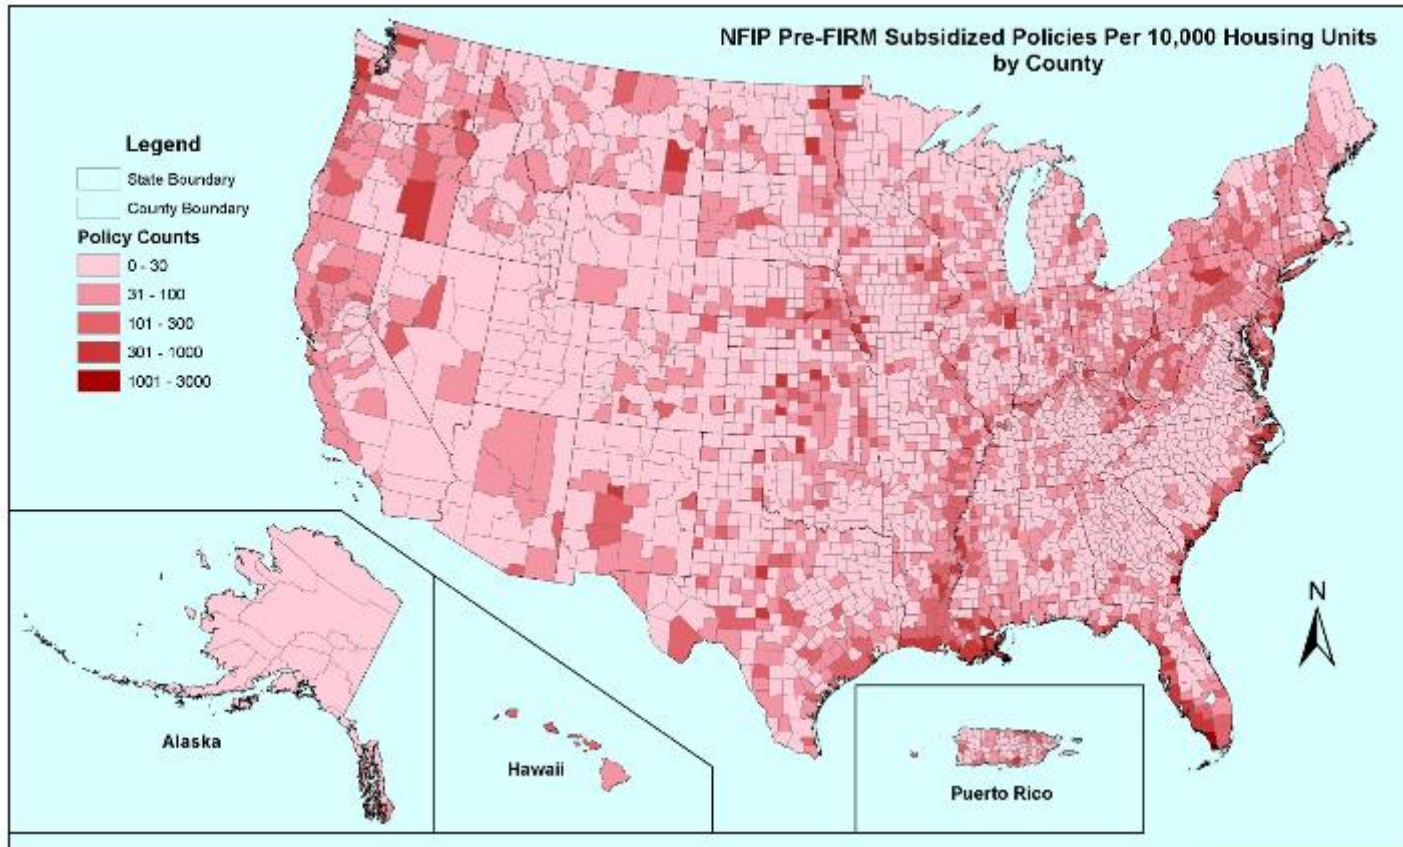 NFIP Pre-FIRM Subsidized Policies Per 10,000 Housing Units
by County
Legend
State Boundary
County Boundary
Policy Counts
0 - 30
31 - 100
101 - 300
301 - 1000
1001 - 3000
N
Alaska
Hawaii
Puerto Rico